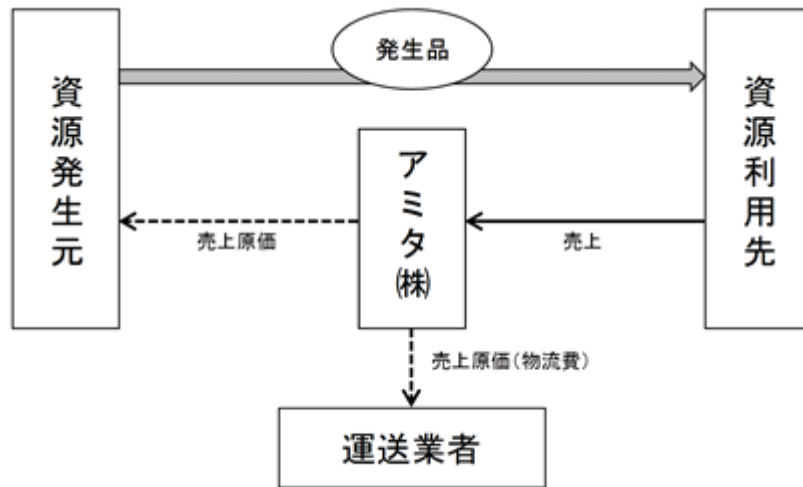 発生品
資源発生元
アミタ㈱
資源利用先
売上原価
売上
売上原価(物流費)
運送業者